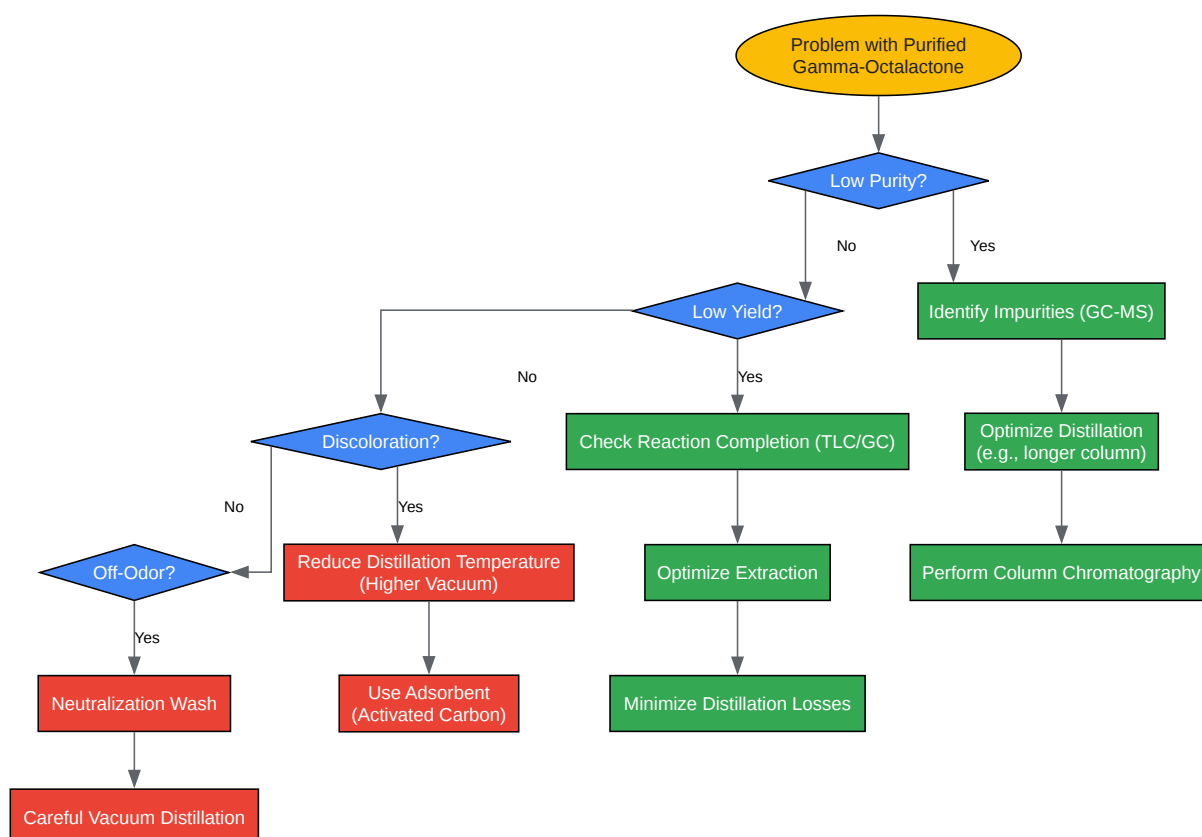 Problem with Purified
Gamma-Octalactone
Low Purity?
No
Yes
Low Yield?
Identify Impurities (GC-MS)
No
Yes
Discoloration?
Check Reaction Completion (TLC/GC)
Optimize Distillation
(e.g., longer column)
No
Yes
Off-Odor?
Reduce Distillation Temperature
(Higher Vacuum)
Optimize Extraction
Perform Column Chromatography
Yes
Neutralization Wash
Use Adsorbent
(Activated Carbon)
Minimize Distillation Losses
Careful Vacuum Distillation